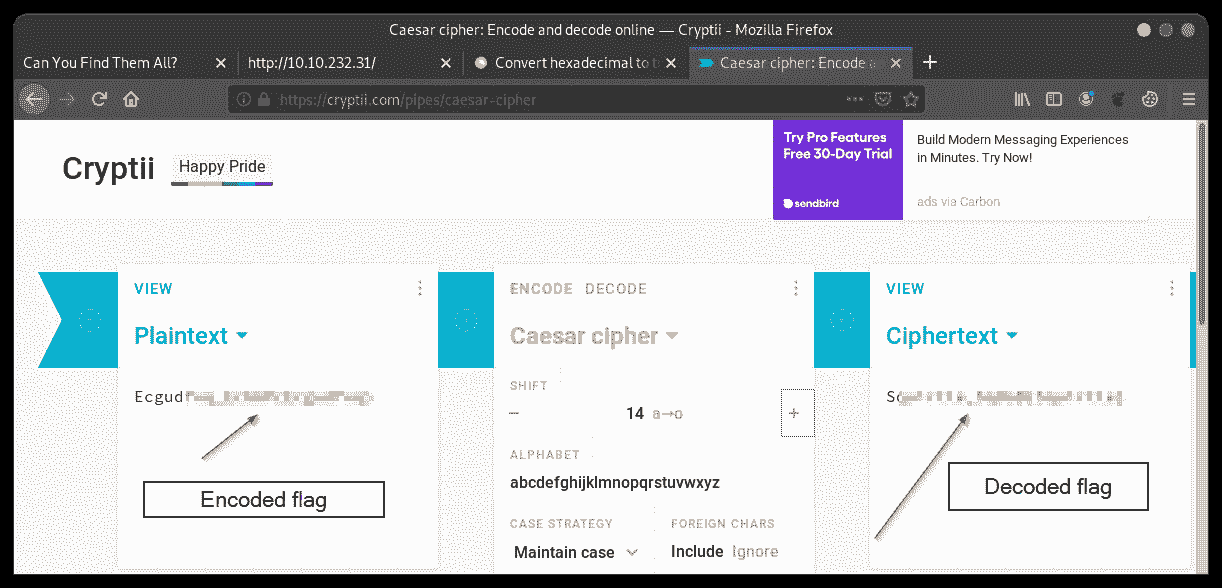 Caesar cipher: Encode and decode online — Cryptii - Mozilla Firefox
Can You Find Them All?
http://10.10.232.31/
Convert hexadecimal to
Caesar cipher: Encode
https://cryptii.com/pipes/caesar-cipher
Cryptii
Happy Pride
Try Pro Features
Free 30-Day Trial
sendbird
Build Modern Messaging Experiences
in Minutes. Try Now!
ads via Carbon
VIEW
Plaintext
Ecgud
Encoded flag
ENCODE DECODE
Caesar cipher
SHIFT
− 14 a→o +
ALPHABET
abcdefghijklmnopqrstuvwxyz
CASE STRATEGY
Maintain case
FOREIGN CHARS
Include Ignore
VIEW
Ciphertext
Decoded flag